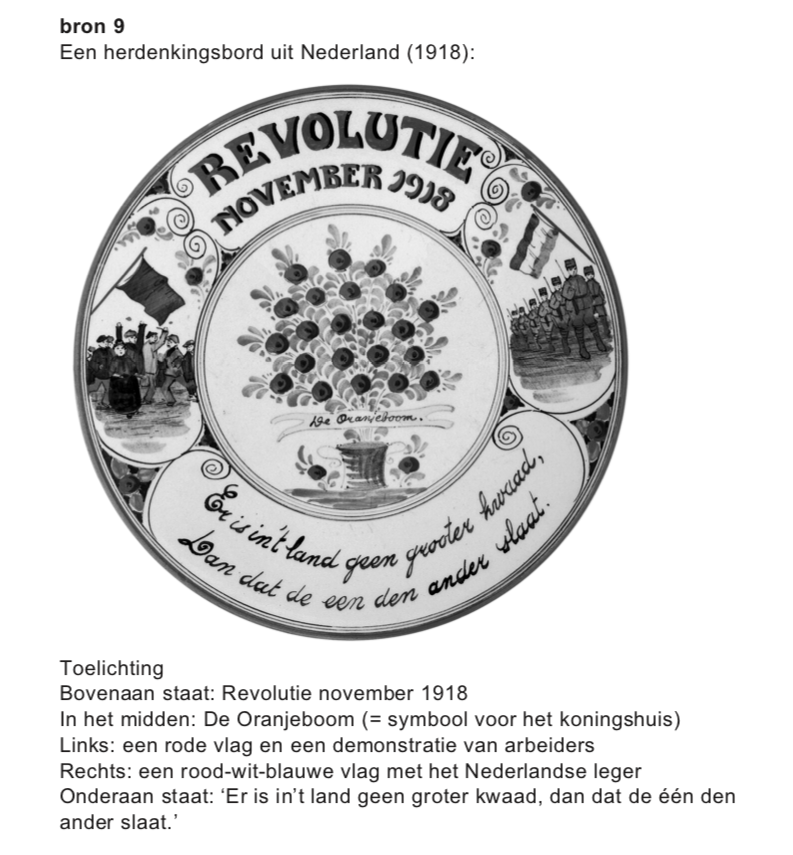 bron 9
Een herdenkingsbord uit Nederland (1918):
REVOLUTIE
NOVEMBER 1918
De Oranjeboom.
Er is in't land geen grooter kwaad,
Dan dat de een den ander slaat.
Toelichting
Bovenaan staat: Revolutie november 1918
In het midden: De Oranjeboom (= symbool voor het koningshuis)
Links: een rode vlag en een demonstratie van arbeiders
Rechts: een rood-wit-blauwe vlag met het Nederlandse leger
Onderaan staat: ‘Er is in’t land geen groter kwaad, dan dat de één den
ander slaat.’